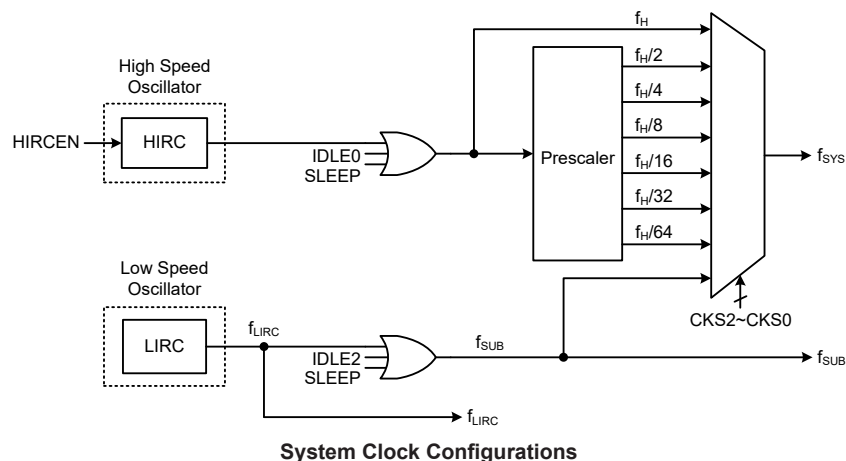 High Speed
Oscillator
HIRCEN
HIRC
IDLE0
SLEEP
f_H
Prescaler
f_H/2
f_H/4
f_H/8
f_H/16
f_H/32
f_H/64
f_SYS
CKS2~CKS0
Low Speed
Oscillator
LIRC
f_LIRC
IDLE2
SLEEP
f_SUB
f_SUB
f_LIRC
System Clock Configurations